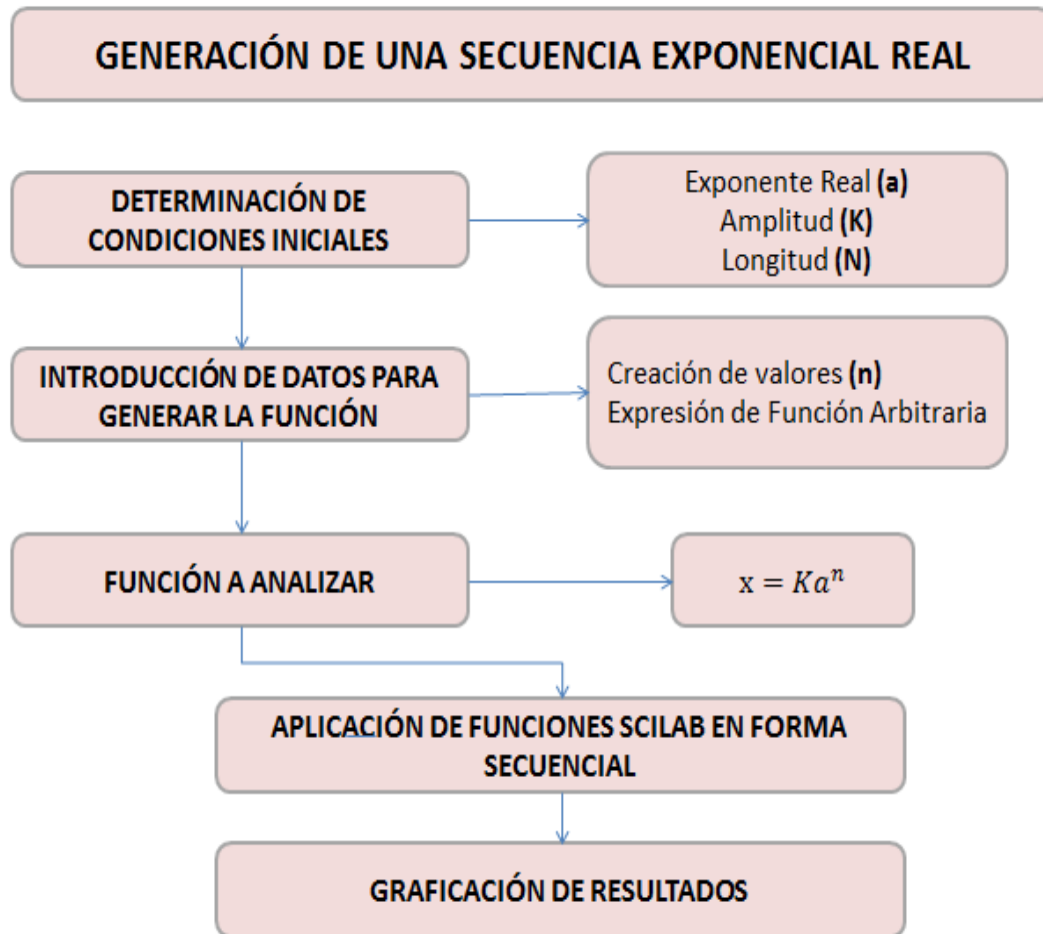 GENERACIÓN DE UNA SECUENCIA EXPONENCIAL REAL
DETERMINACIÓN DE
CONDICIONES INICIALES
Exponente Real (a)
Amplitud (K)
Longitud (N)
INTRODUCCIÓN DE DATOS PARA
GENERAR LA FUNCIÓN
Creación de valores (n)
Expresión de Función Arbitraria
FUNCIÓN A ANALIZAR
x = Kaⁿ
APLICACIÓN DE FUNCIONES SCILAB EN FORMA
SECUENCIAL
GRAFICACIÓN DE RESULTADOS